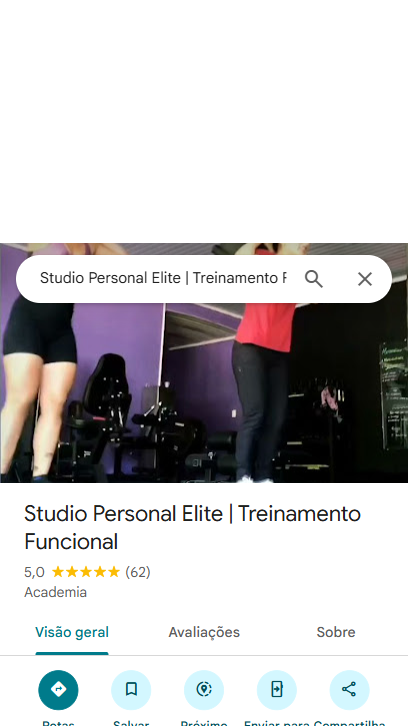 Studio Personal Elite | Treinamento F
Studio Personal Elite | Treinamento
Funcional
5,0 ★★★★★ (62)
Academia
Visão geral
Avaliações
Sobre
Rotas
Salvar
Próximo
Enviar para
Compartilha